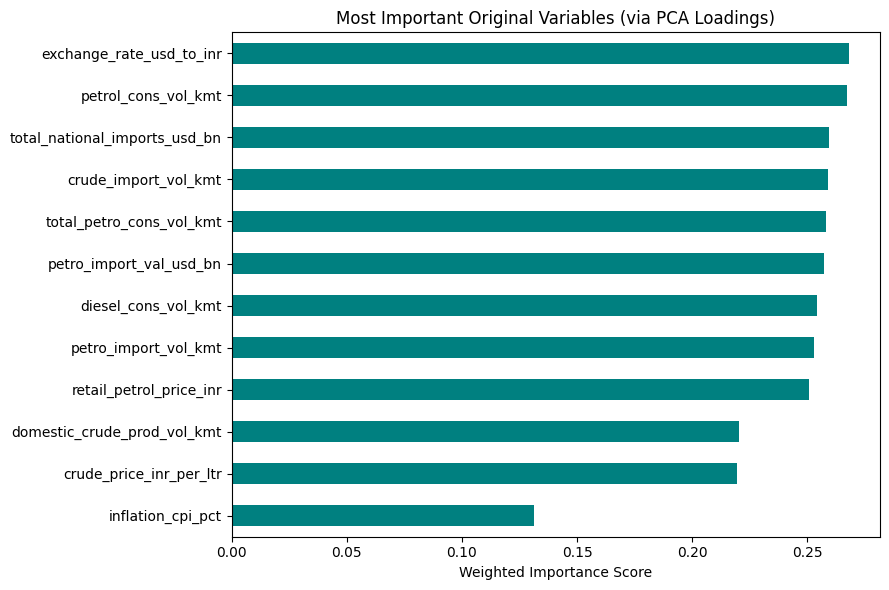 Most Important Original Variables (via PCA Loadings)
exchange_rate_usd_to_inr
petrol_cons_vol_kmt
total_national_imports_usd_bn
crude_import_vol_kmt
total_petro_cons_vol_kmt
petro_import_val_usd_bn
diesel_cons_vol_kmt
petro_import_vol_kmt
retail_petrol_price_inr
domestic_crude_prod_vol_kmt
crude_price_inr_per_ltr
inflation_cpi_pct
0.00 0.05 0.10 0.15 0.20 0.25
Weighted Importance Score